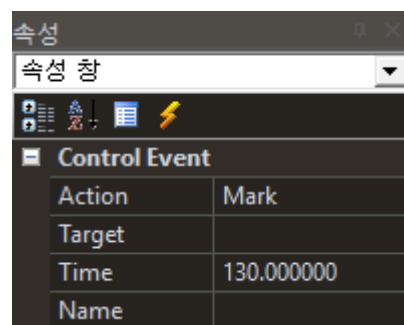 속성
속성 창
Control Event
Action Mark
Target
Time 130.000000
Name